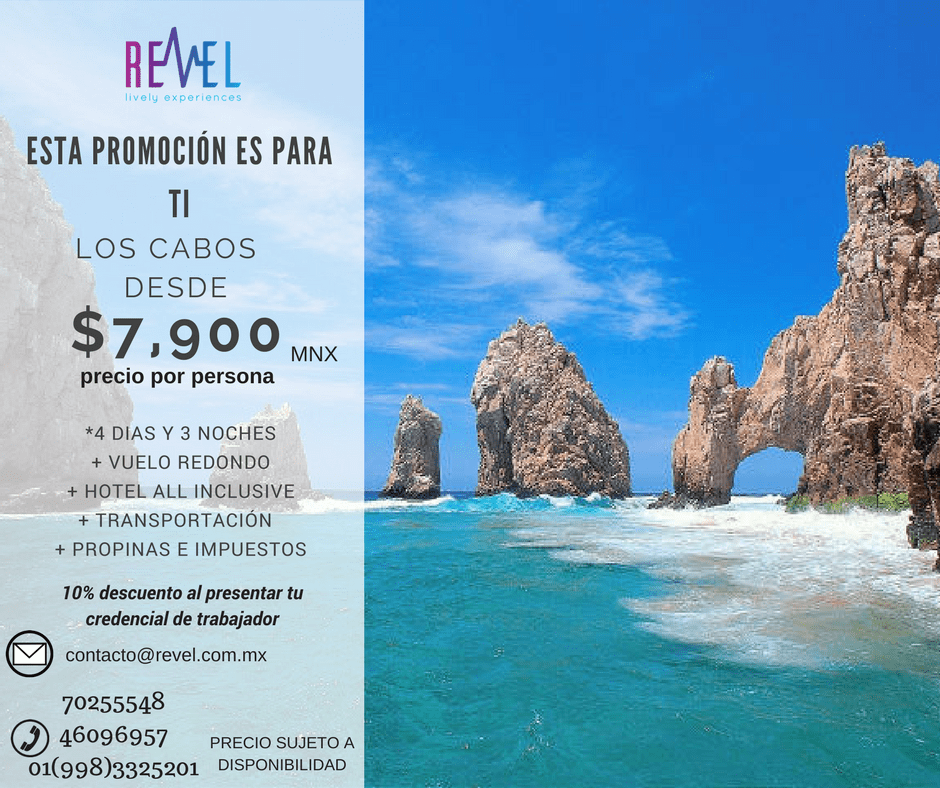 REVEL
lively experiences
ESTA PROMOCIÓN ES PARA
TI
LOS CABOS
DESDE
$7,900 MNX
precio por persona
*4 DIAS Y 3 NOCHES
+ VUELO REDONDO
+ HOTEL ALL INCLUSIVE
+ TRANSPORTACIÓN
+ PROPINAS E IMPUESTOS
10% descuento al presentar tu
credencial de trabajador
contacto@revel.com.mx
70255548
46096957
01(998)3325201
PRECIO SUJETO A
DISPONIBILIDAD